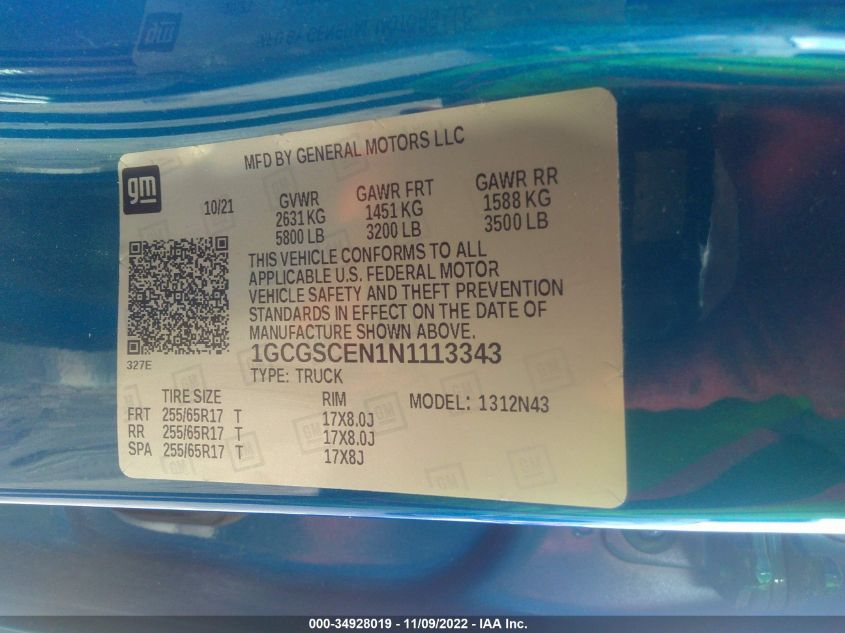 MFD BY GENERAL MOTORS LLC
gm
10/21
GVWR GAWR FRT GAWR RR
2631 KG 1451 KG 1588 KG
5800 LB 3200 LB 3500 LB
THIS VEHICLE CONFORMS TO ALL
APPLICABLE U.S. FEDERAL MOTOR
VEHICLE SAFETY AND THEFT PREVENTION
STANDARDS IN EFFECT ON THE DATE OF
MANUFACTURE SHOWN ABOVE.
327E
1GCGSCEN1N1113343
TYPE: TRUCK
TIRE SIZE RIM MODEL: 1312N43
FRT 255/65R17 T 17X8.0J
RR 255/65R17 T 17X8.0J
SPA 255/65R17 T 17X8J
000-34928019 - 11/09/2022 - IAA Inc.